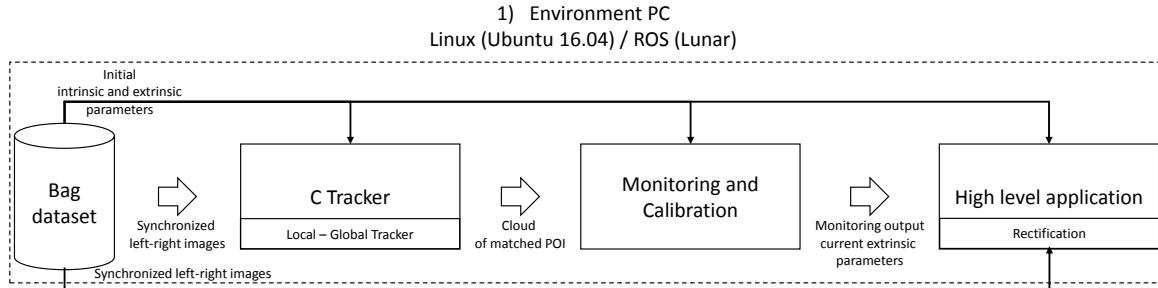 1) Environment PC
Linux (Ubuntu 16.04) / ROS (Lunar)
Initial
intrinsic and extrinsic
parameters
Bag
dataset
Synchronized
left-right images
C Tracker
Local – Global Tracker
Cloud
of matched POI
Monitoring and
Calibration
Monitoring output
current extrinsic
parameters
High level application
Rectification
Synchronized left-right images